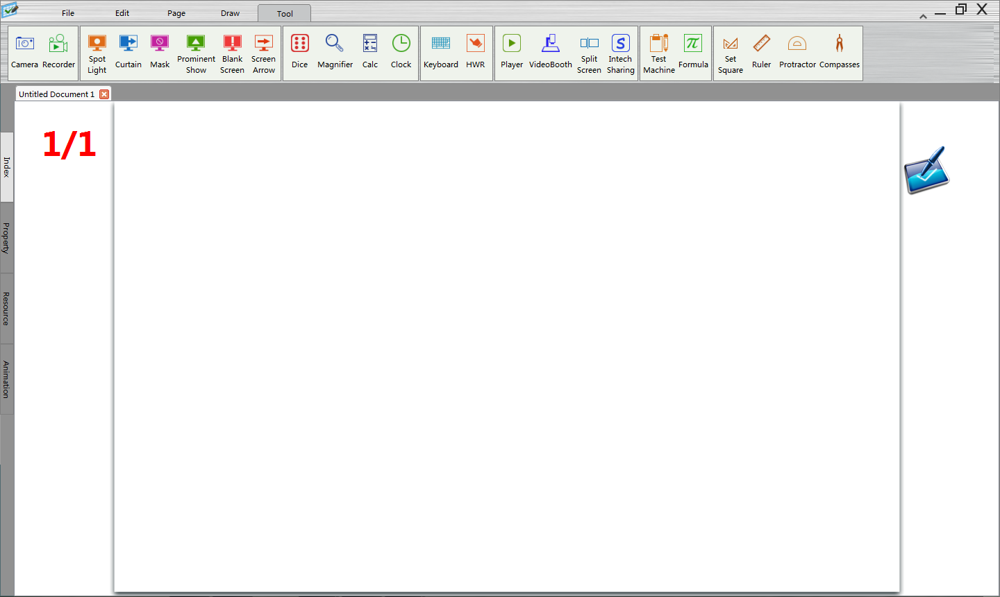 File Edit Page Draw Tool
Camera Recorder Spot Light Curtain Mask Prominent Show Blank Screen Screen Arrow Dice Magnifier Calc Clock Keyboard HWR Player VideoBooth Split Screen Intech Sharing Test Machine Formula Set Square Ruler Protractor Compasses
Untitled Document 1
1/1
Index
Property
Resource
Animation